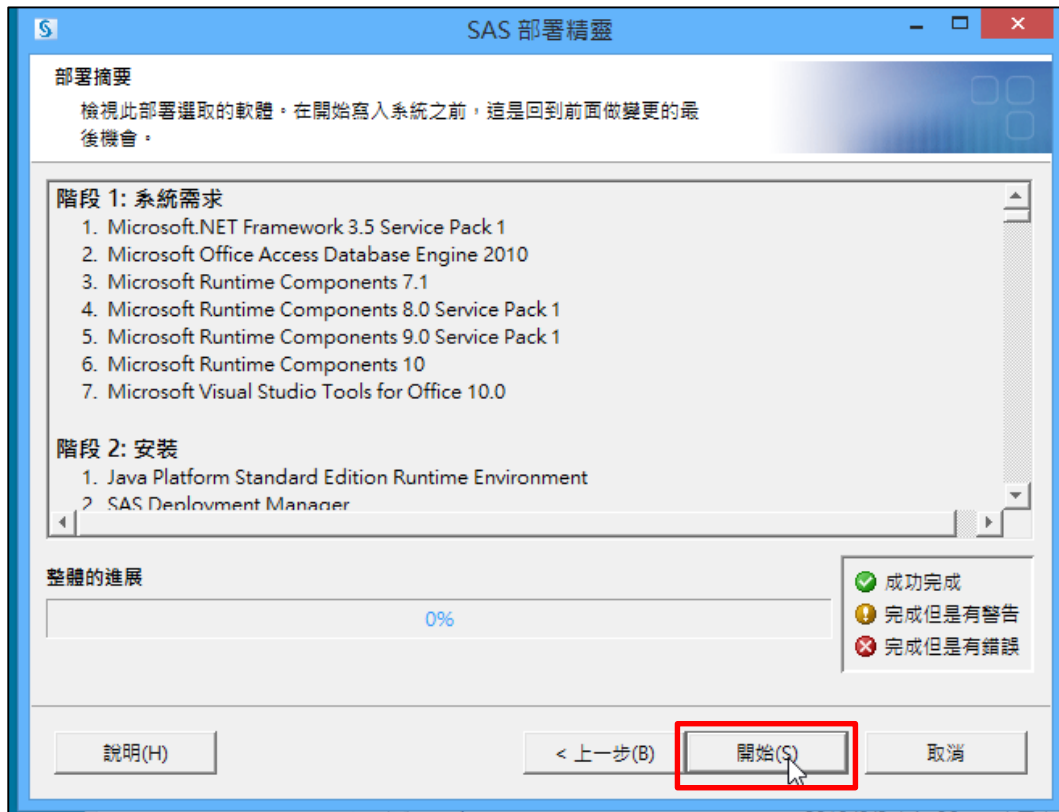 SAS 部署精靈
部署摘要
檢視此部署選取的軟體。在開始寫入系統之前，這是回到前面做變更的最
後機會。
階段 1: 系統需求
1. Microsoft.NET Framework 3.5 Service Pack 1
2. Microsoft Office Access Database Engine 2010
3. Microsoft Runtime Components 7.1
4. Microsoft Runtime Components 8.0 Service Pack 1
5. Microsoft Runtime Components 9.0 Service Pack 1
6. Microsoft Runtime Components 10
7. Microsoft Visual Studio Tools for Office 10.0
階段 2: 安裝
1. Java Platform Standard Edition Runtime Environment
2. SAS Deployment Manager
整體的進展
0%
成功完成
完成但是有警告
完成但是有錯誤
說明(H)
< 上一步(B)
開始(S)
取消